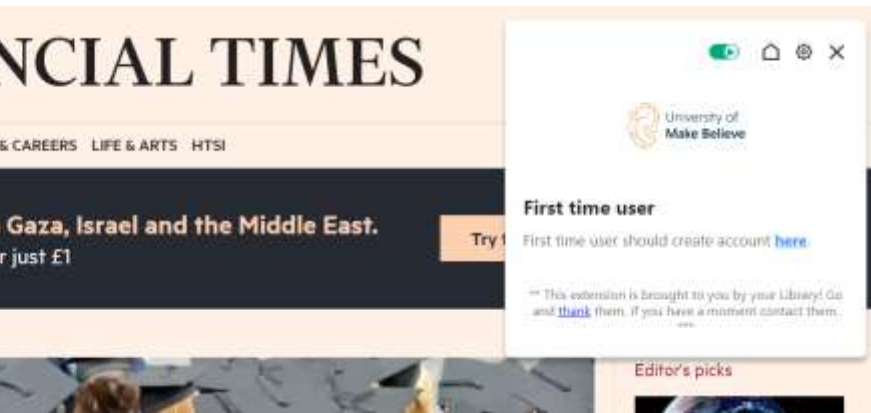 NCIAL TIMES
& CAREERS LIFE & ARTS HTSI
Gaza, Israel and the Middle East.
r just £1
Try
University of
Make Believe
First time user
First time user should create account here.
** This extension is brought to you by your Library! Go
and thank them, if you have a moment contact them.
***
Editor's picks